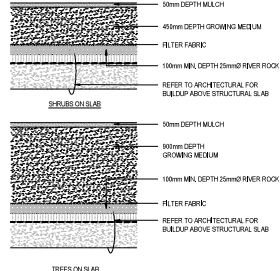 50mm DEPTH MULCH
450mm DEPTH GROWING MEDIUM
FILTER FABRIC
100mm MIN. DEPTH 25mmØ RIVER ROCK
REFER TO ARCHITECTURAL FOR
BUILDUP ABOVE STRUCTURAL SLAB
SHRUBS ON SLAB
50mm DEPTH MULCH
900mm DEPTH
GROWING MEDIUM
100mm MIN. DEPTH 25mmØ RIVER ROCK
FILTER FABRIC
REFER TO ARCHITECTURAL FOR
BUILDUP ABOVE STRUCTURAL SLAB
TREES ON SLAB